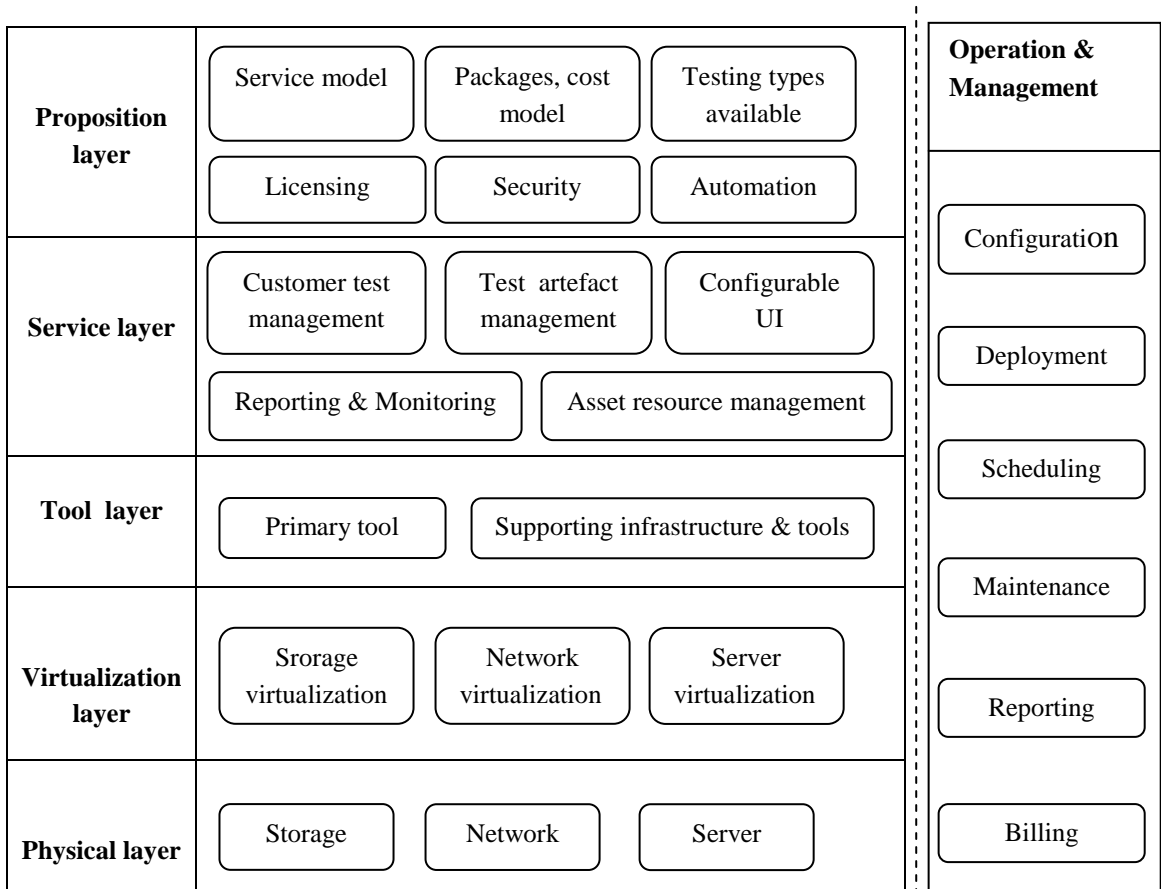 Proposition
layer
Service model
Packages, cost
model
Testing types
available
Licensing
Security
Automation
Service layer
Customer test
management
Test artefact
management
Configurable
UI
Reporting & Monitoring
Asset resource management
Tool layer
Primary tool
Supporting infrastructure & tools
Virtualization
layer
Srorage
virtualization
Network
virtualization
Server
virtualization
Physical layer
Storage
Network
Server
Operation &
Management
Configuration
Deployment
Scheduling
Maintenance
Reporting
Billing